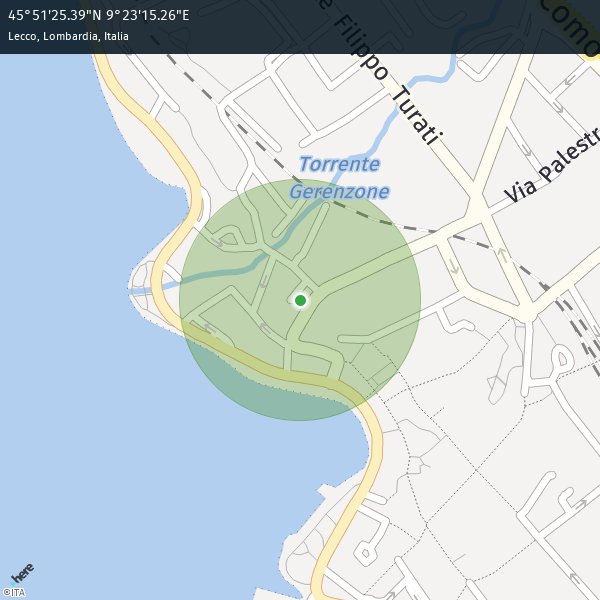 45°51'25.39"N 9°23'15.26"E
Lecco, Lombardia, Italia
COMO
e Filippo Turati
Torrente
Gerenzone
Via Palestr
here
©ITA